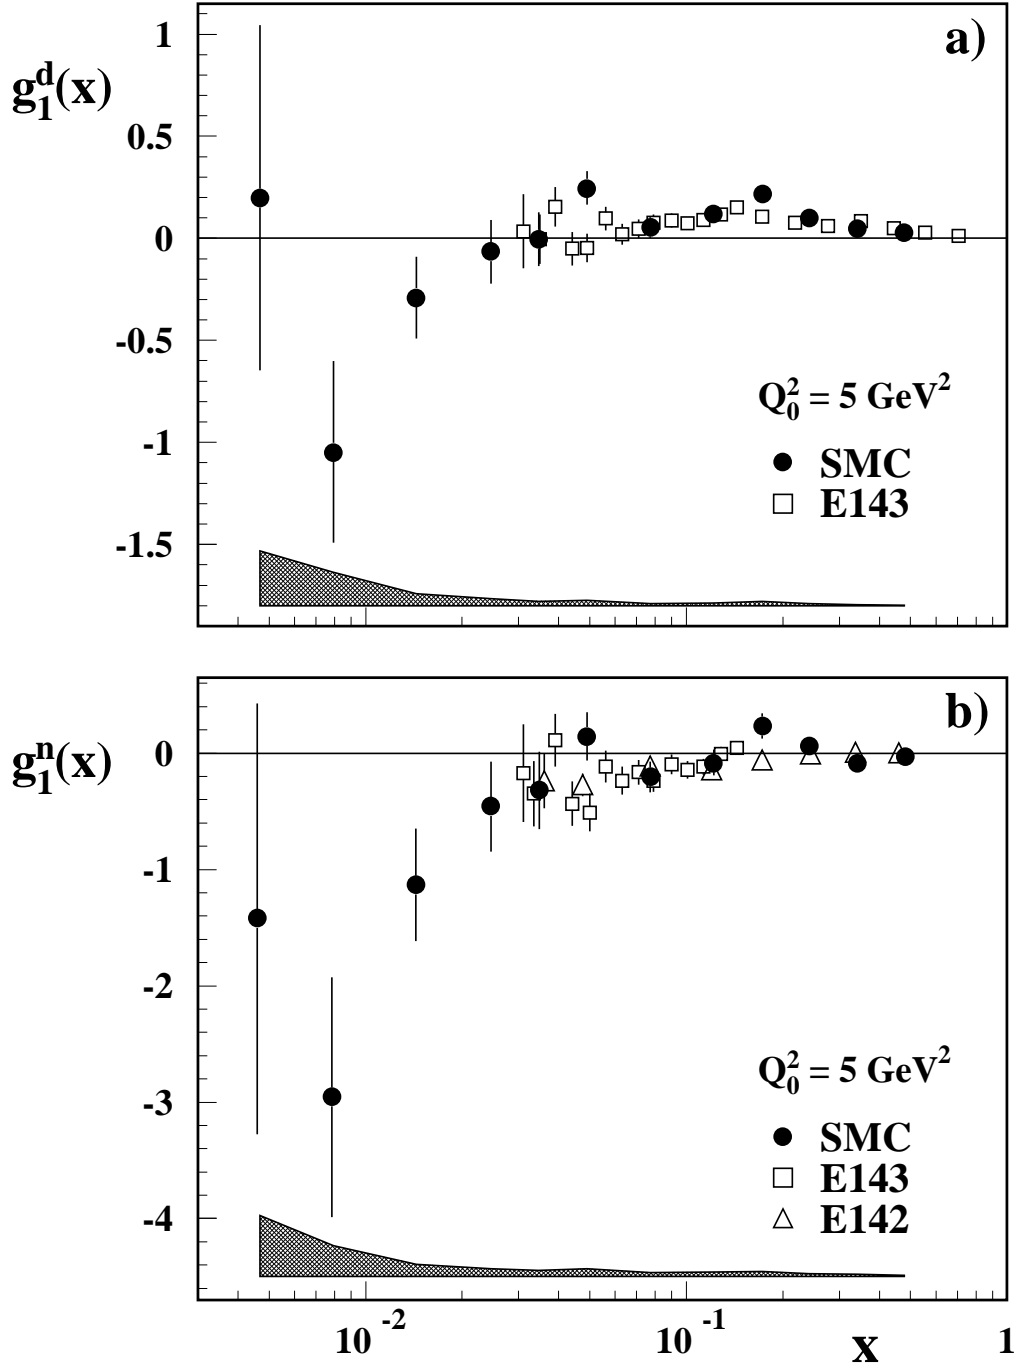 a)
g₁ᵈ(x)
1
0.5
0
-0.5
-1
-1.5
Q₀² = 5 GeV²
SMC
E143
b)
g₁ⁿ(x)
0
-1
-2
-3
-4
Q₀² = 5 GeV²
SMC
E143
E142
10⁻² 10⁻¹ x 1